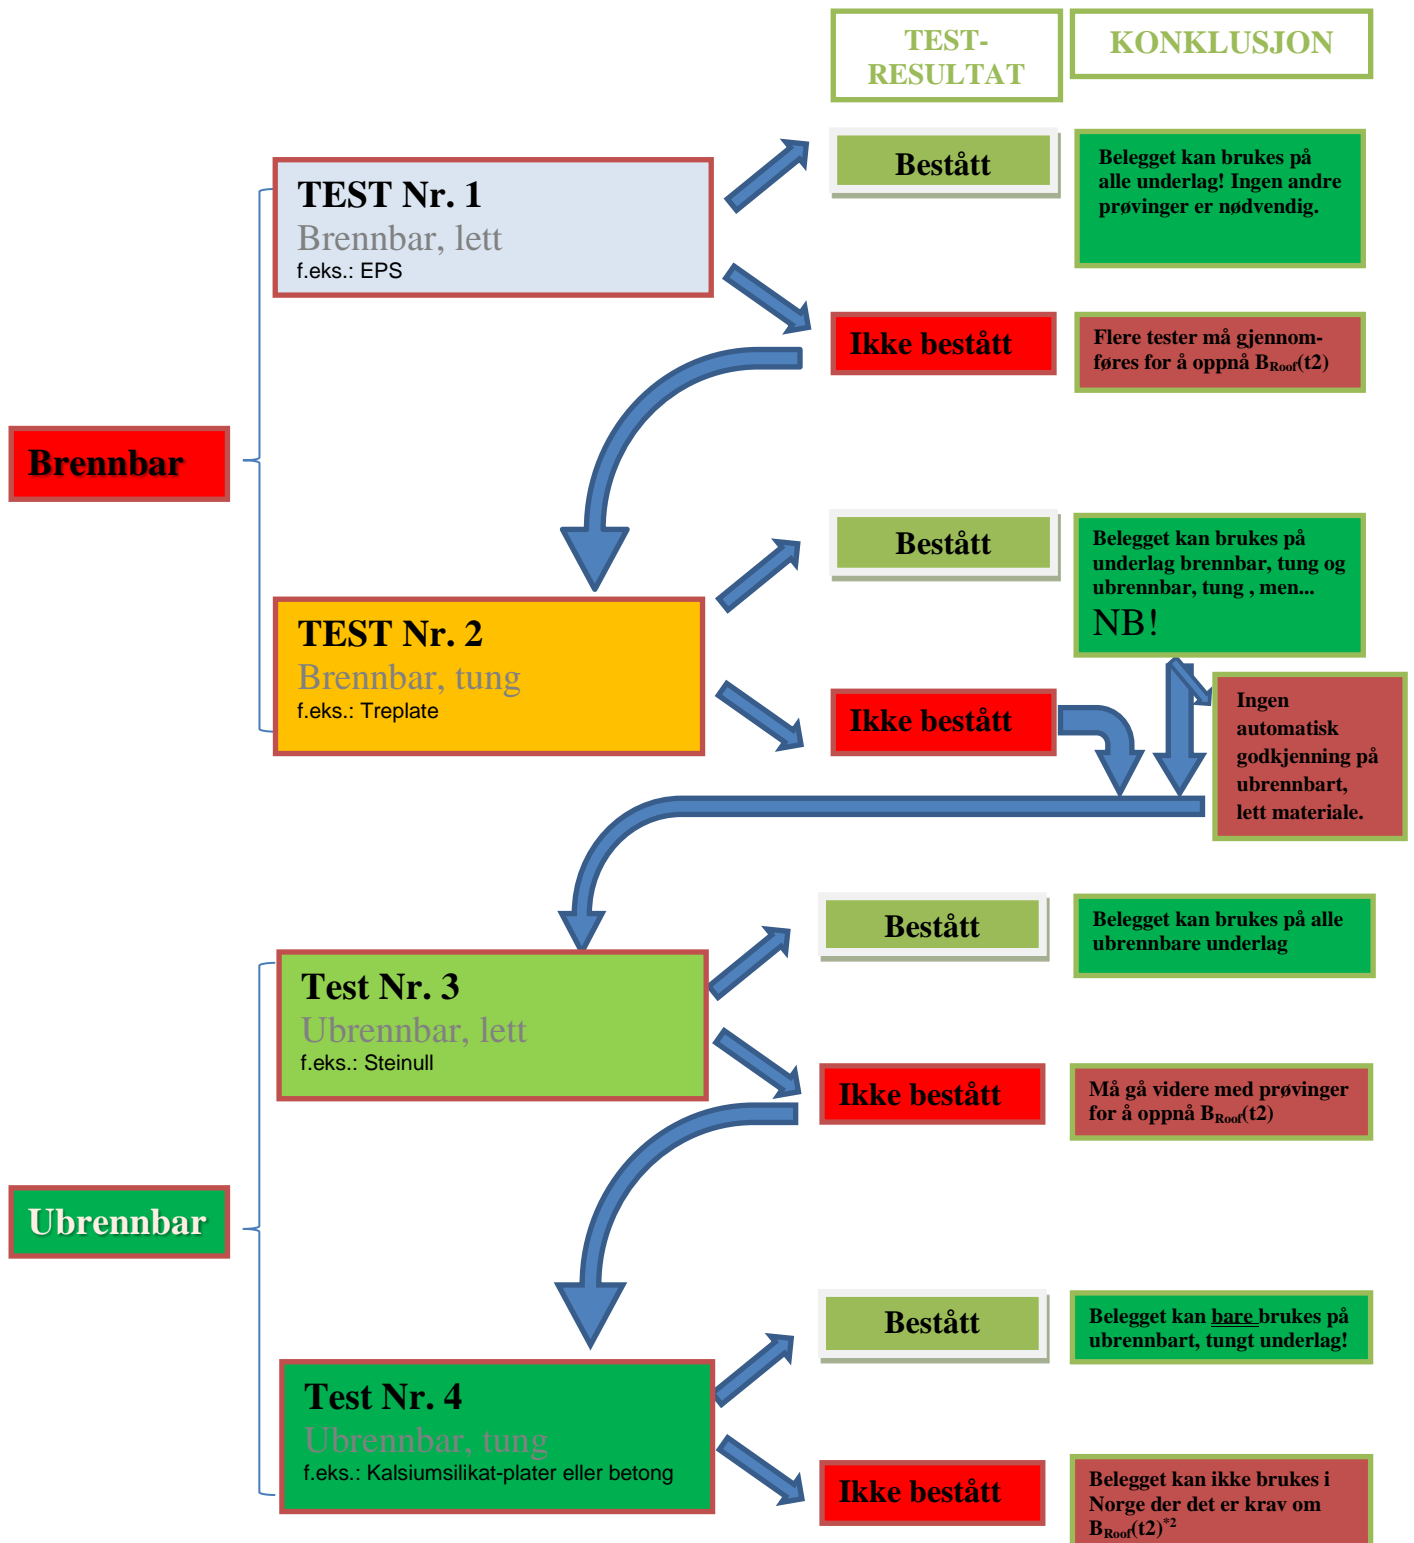 TEST-
RESULTAT
KONKLUSJON
TEST Nr. 1
Brennbar, lett
f.eks.: EPS
Bestått
Belegget kan brukes på
alle underlag! Ingen andre
prøvinger er nødvendig.
Ikke bestått
Flere tester må gjennom-
føres for å oppnå BRoof(t2)
Brennbar
TEST Nr. 2
Brennbar, tung
f.eks.: Treplate
Bestått
Belegget kan brukes på
underlag brennbar, tung og
ubrennbar, tung , men...
NB!
Ikke bestått
Ingen
automatisk
godkjenning på
ubrennbart,
lett materiale.
Test Nr. 3
Ubrennbar, lett
f.eks.: Steinull
Bestått
Belegget kan brukes på alle
ubrennbare underlag
Ikke bestått
Må gå videre med prøvinger
for å oppnå BRoof(t2)
Ubrennbar
Test Nr. 4
Ubrennbar, tung
f.eks.: Kalsiumsilikat-plater eller betong
Bestått
Belegget kan bare brukes på
ubrennbart, tungt underlag!
Ikke bestått
Belegget kan ikke brukes i
Norge der det er krav om
BRoof(t2)*2